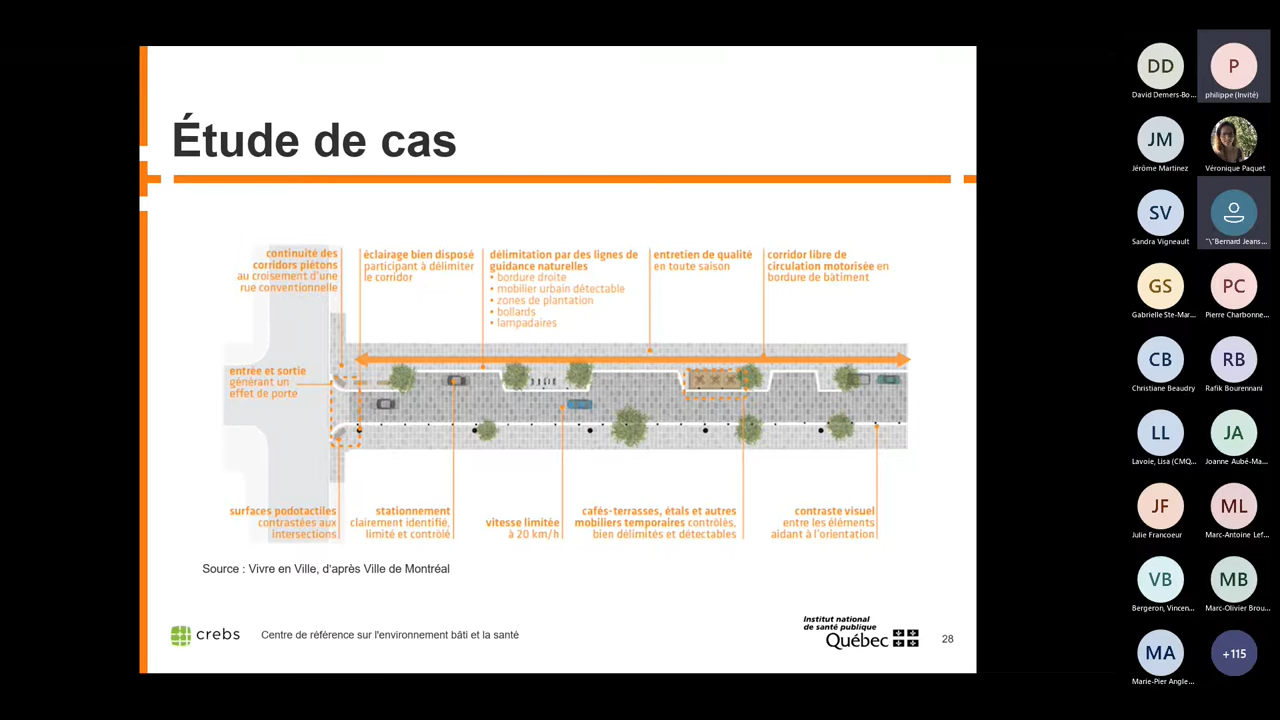 Étude de cas
continuité des
corridors piétons
au croisement d'une
rue conventionnelle
éclairage bien disposé
participant à délimiter
le corridor
délimitation par des lignes de
guidance naturelles
• bordure droite
• mobilier urbain détectable
• zones de plantation
• bollards
• lampadaires
entretien de qualité
en toute saison
corridor libre de
circulation motorisée en
bordure de bâtiment
entrée et sortie
générant un
effet de porte
surfaces podotactiles
contrastées aux
intersections
stationnement
clairement identifié,
limité et contrôlé
vitesse limitée
à 20 km/h
cafés-terrasses, étals et autres
mobiliers temporaires contrôlés,
bien délimités et détectables
contraste visuel
entre les éléments
aidant à l'orientation
Source : Vivre en Ville, d'après Ville de Montréal
crebs
Centre de référence sur l'environnement bâti et la santé
Institut national
de santé publique
Québec
28
DD
David Demers-Bo...
P
philippe (Invité)
JM
Jérôme Martinez
Véronique Paquet
SV
Sandra Vigneault
"\"Bernard Jeans...
GS
Gabrielle Ste-Mar...
PC
Pierre Charbonne...
CB
Christiane Beaudry
RB
Rafik Bourennani
LL
Lavoie, Lisa (CMQ...
JA
Joanne Aubé-Ma...
JF
Julie Francoeur
ML
Marc-Antoine Lef...
VB
Bergeron, Vincen...
MB
Marc-Olivier Brou...
MA
Marie-Pier Angle...
+115